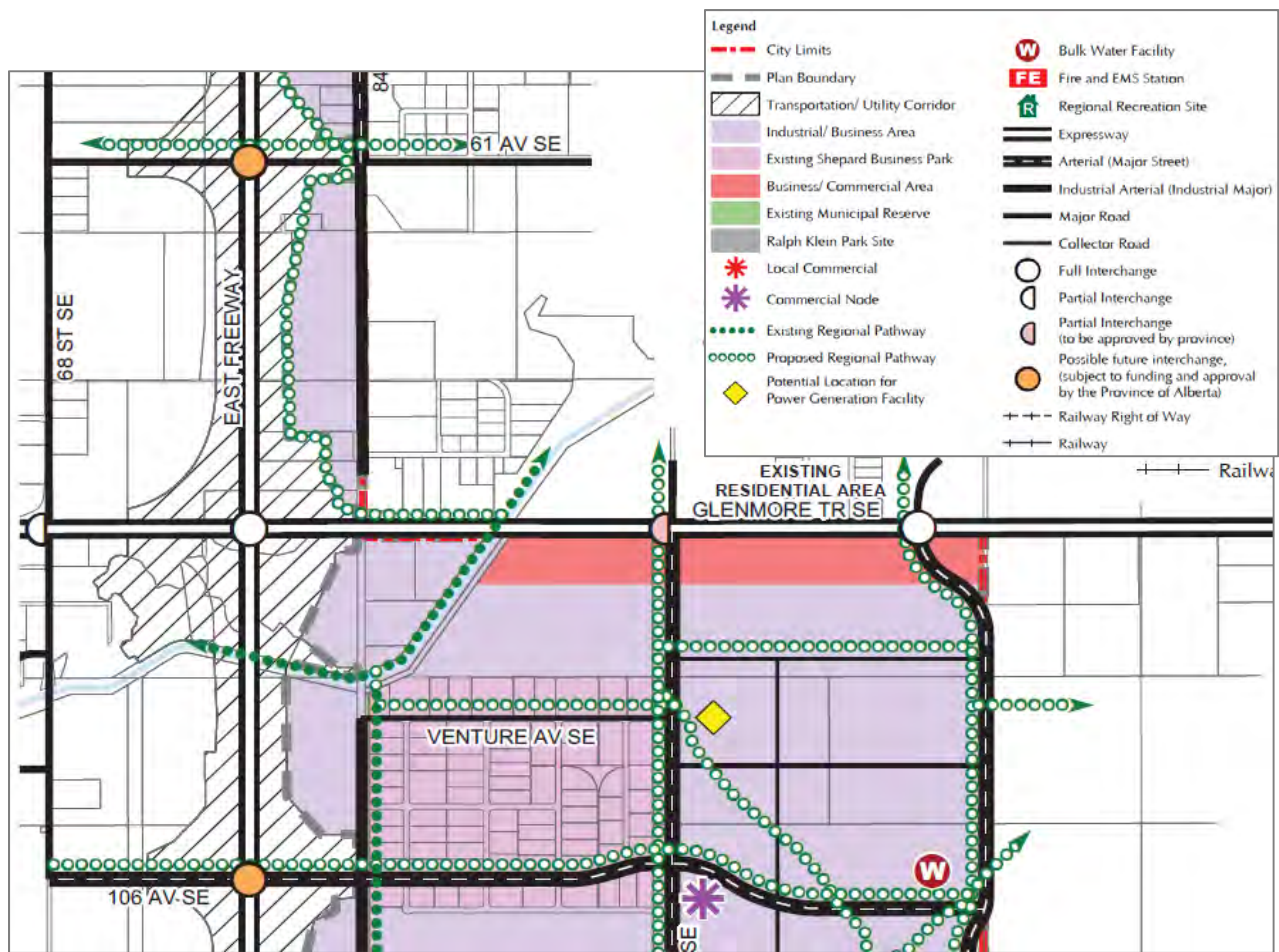 Legend
City Limits
Plan Boundary
Transportation/ Utility Corridor
Industrial/ Business Area
Existing Shepard Business Park
Business/ Commercial Area
Existing Municipal Reserve
Ralph Klein Park Site
Local Commercial
Commercial Node
Existing Regional Pathway
Proposed Regional Pathway
Potential Location for
Power Generation Facility
W Bulk Water Facility
FE Fire and EMS Station
R Regional Recreation Site
Expressway
Arterial (Major Street)
Industrial Arterial (Industrial Major)
Major Road
Collector Road
Full Interchange
Partial Interchange
Partial Interchange
(to be approved by province)
Possible future interchange,
(subject to funding and approval
by the Province of Alberta)
Railway Right of Way
Railway
84
61 AV SE
68 ST SE
EAST FREEWAY
EXISTING
RESIDENTIAL AREA
GLENMORE TR SE
Railwa
VENTURE AV SE
W
106 AV SE
SE